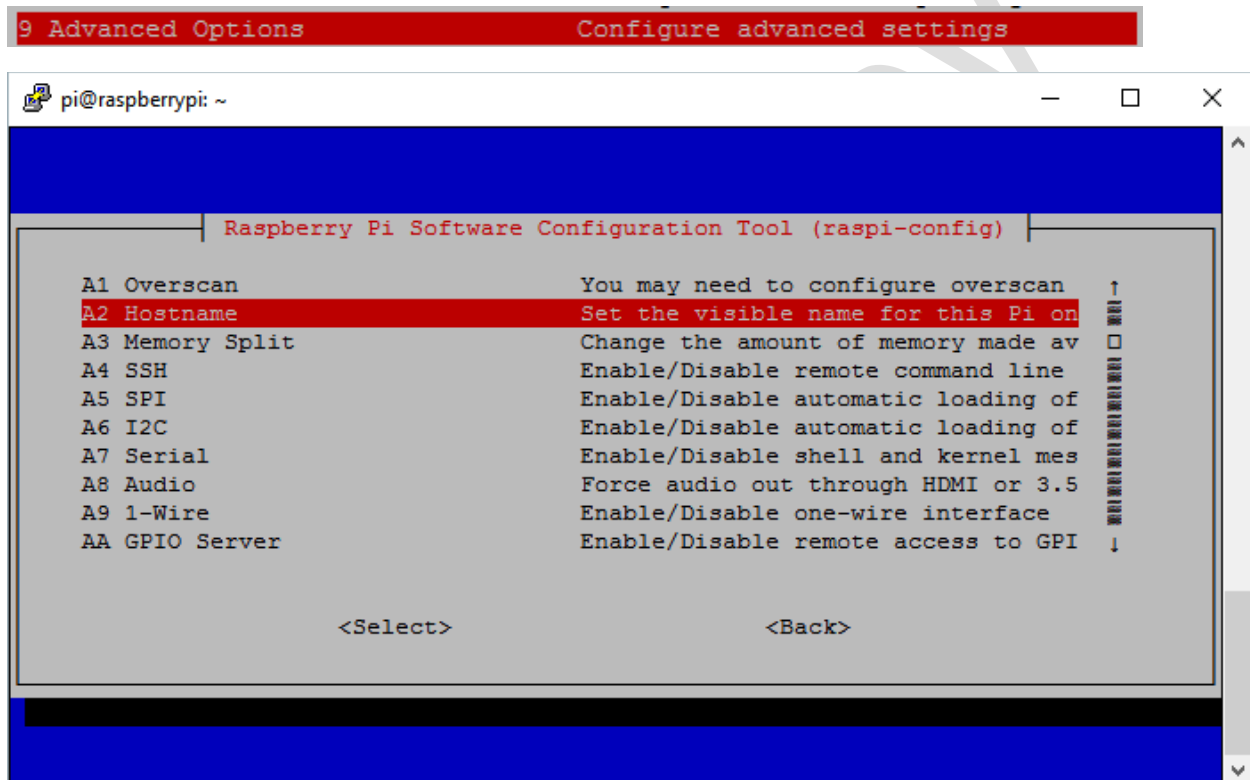 9 Advanced Options Configure advanced settings
pi@raspberrypi: ~
Raspberry Pi Software Configuration Tool (raspi-config)
A1 Overscan You may need to configure overscan
A2 Hostname Set the visible name for this Pi on
A3 Memory Split Change the amount of memory made av
A4 SSH Enable/Disable remote command line
A5 SPI Enable/Disable automatic loading of
A6 I2C Enable/Disable automatic loading of
A7 Serial Enable/Disable shell and kernel mes
A8 Audio Force audio out through HDMI or 3.5
A9 1-Wire Enable/Disable one-wire interface
AA GPIO Server Enable/Disable remote access to GPI
<Select> <Back>